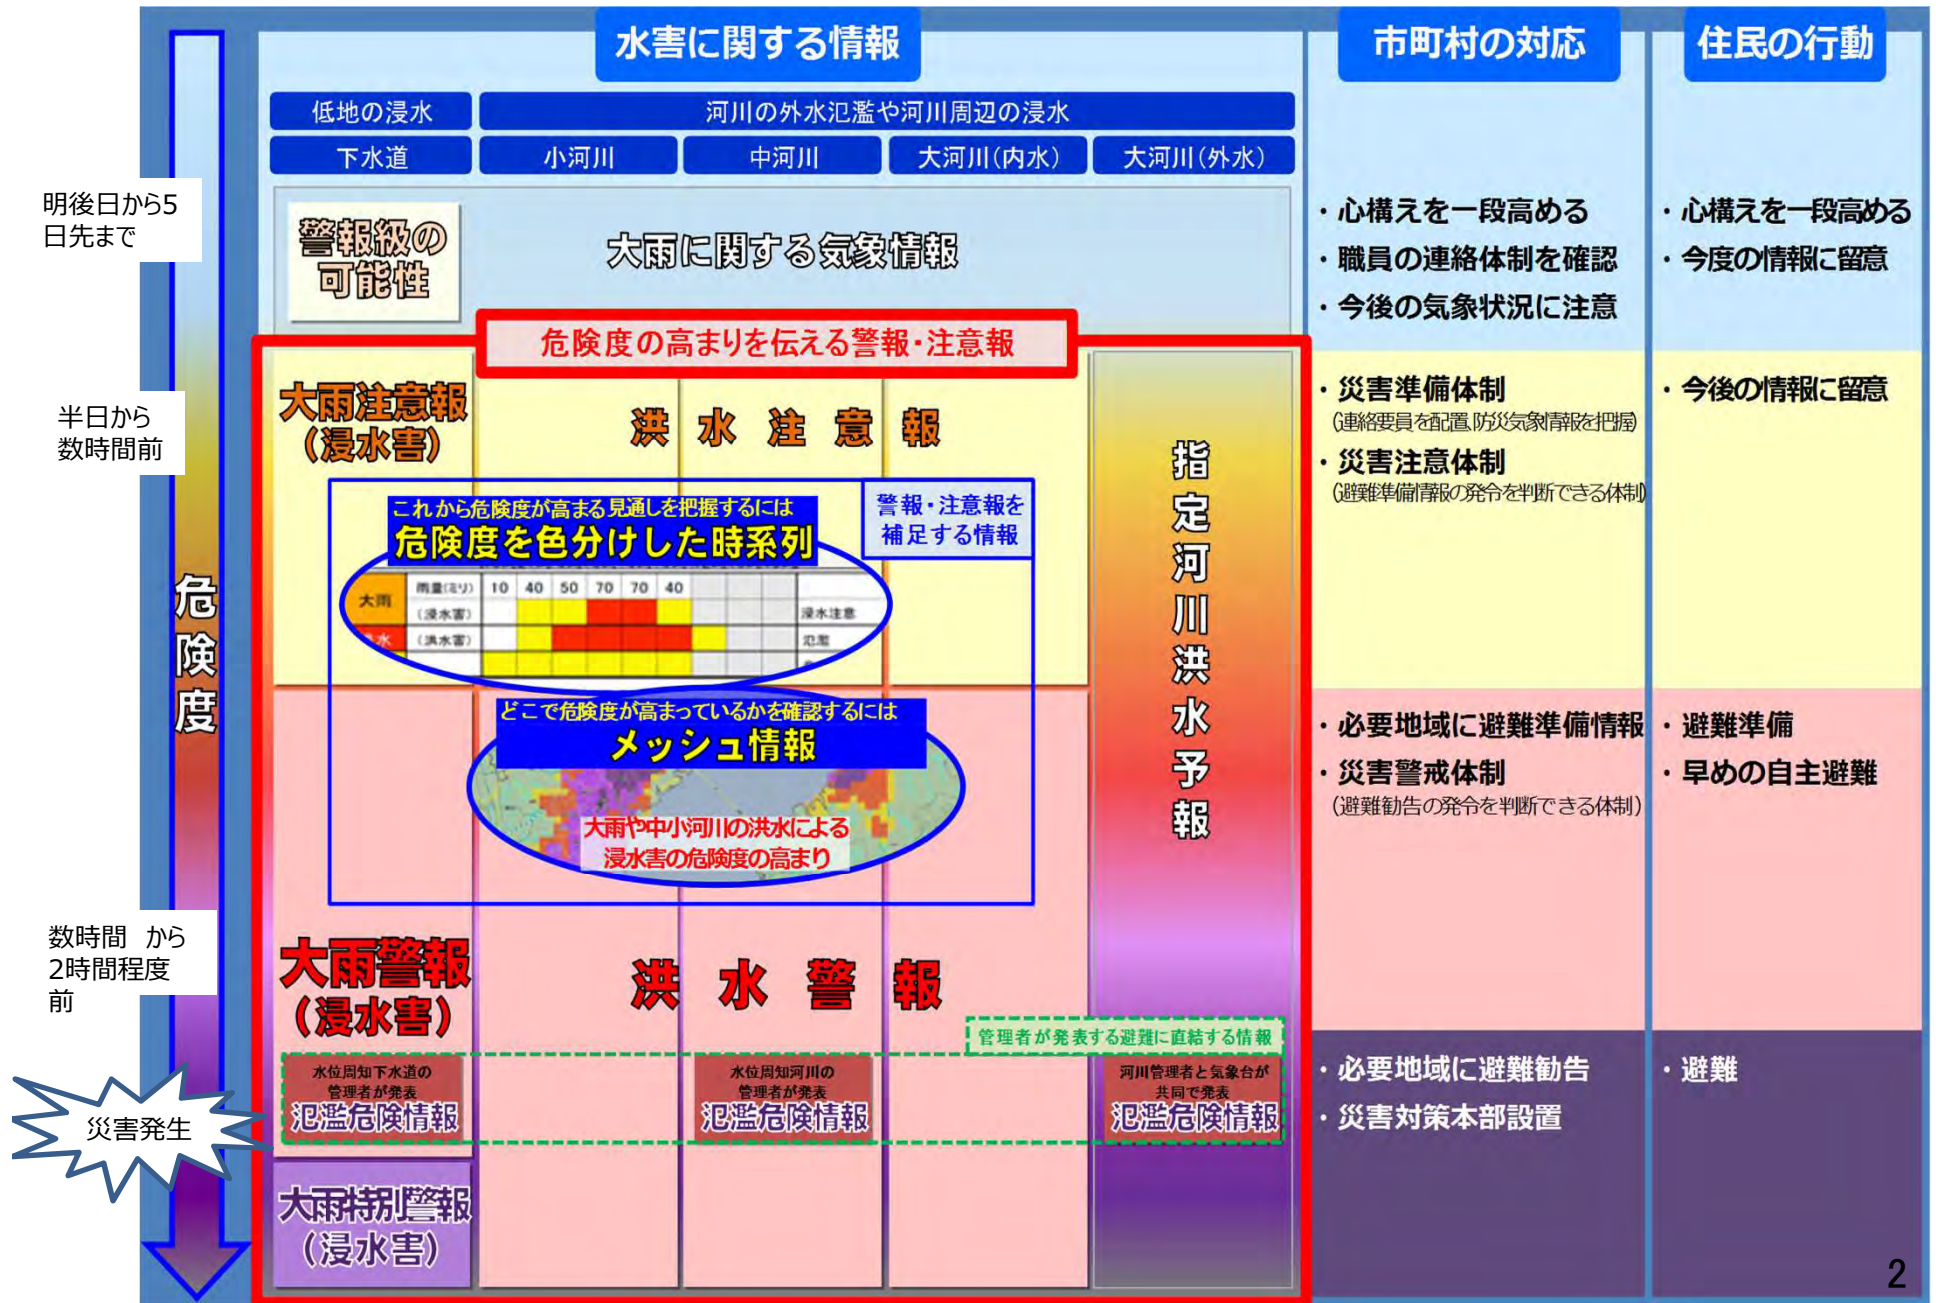 水害に関する情報
市町村の対応
住民の行動
低地の浸水
河川の外水氾濫や河川周辺の浸水
下水道
小河川
中河川
大河川(内水)
大河川(外水)
明後日から5
日先まで
警報級の
可能性
大雨に関する気象情報
・心構えを一段高める
・職員の連絡体制を確認
・今後の気象状況に注意
・心構えを一段高める
・今度の情報に留意
危険度の高まりを伝える警報・注意報
半日から
数時間前
大雨注意報
(浸水害)
洪水注意報
指定河川洪水予報
・災害準備体制
(連絡要員を配置、防災気象情報を把握)
・災害注意体制
(避難準備情報の発令を判断できる体制)
・今後の情報に留意
これから危険度が高まる見通しを把握するには
危険度を色分けした時系列
警報・注意報を
補足する情報
大雨
雨量(ミリ) 10 40 50 70 70 40
(浸水害)
浸水注意
水
(洪水害)
氾濫
危険度
どこで危険度が高まっているかを確認するには
メッシュ情報
大雨や中小河川の洪水による
浸水害の危険度の高まり
・必要地域に避難準備情報
・災害警戒体制
(避難勧告の発令を判断できる体制)
・避難準備
・早めの自主避難
数時間 から
2時間程度
前
大雨警報
(浸水害)
洪水警報
管理者が発表する避難に直結する情報
水位周知下水道の
管理者が発表
氾濫危険情報
水位周知河川の
管理者が発表
氾濫危険情報
河川管理者と気象台が
共同で発表
氾濫危険情報
・必要地域に避難勧告
・災害対策本部設置
・避難
災害発生
大雨特別警報
(浸水害)
2